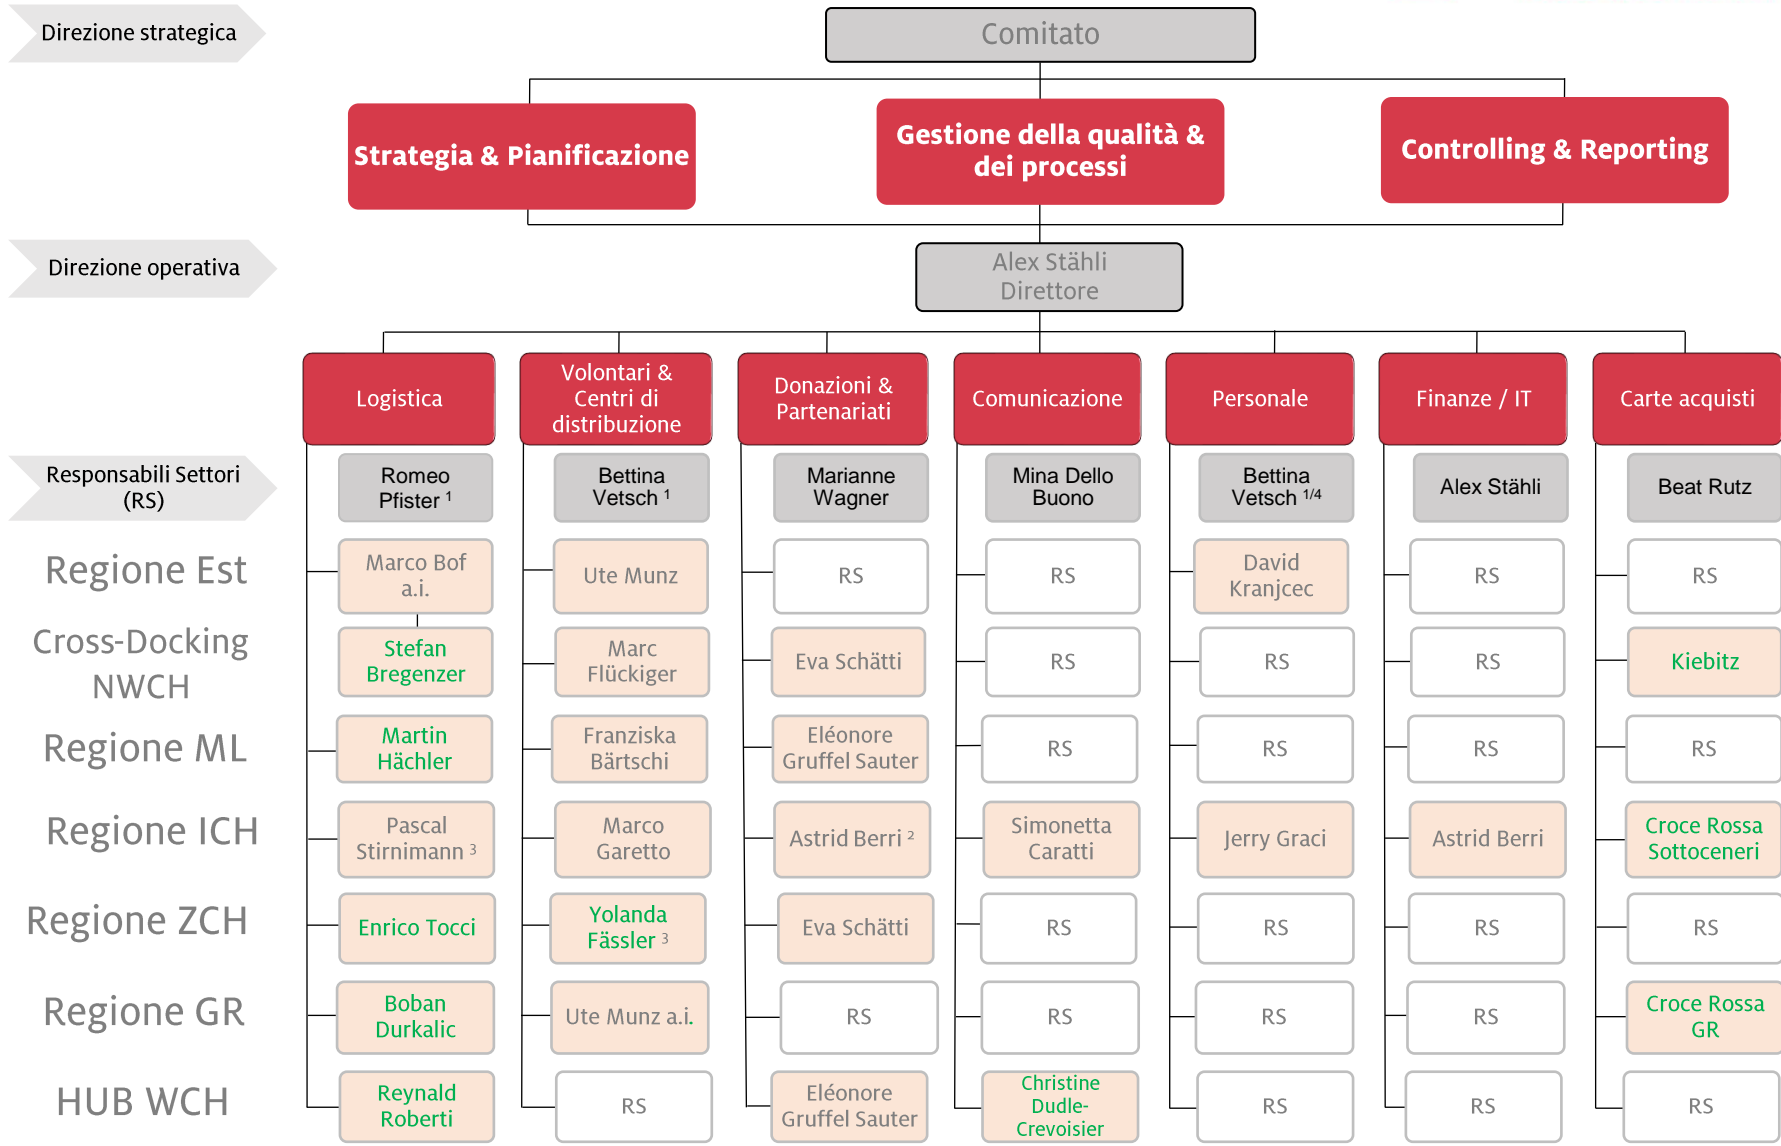 Direzione strategica
Comitato
Strategia & Pianificazione
Gestione della qualità &
dei processi
Controlling & Reporting
Direzione operativa
Alex Stähli
Direttore
Logistica
Volontari &
Centri di
distribuzione
Donazioni &
Partenariati
Comunicazione
Personale
Finanze / IT
Carte acquisti
Responsabili Settori
(RS)
Romeo
Pfister ¹
Bettina
Vetsch ¹
Marianne
Wagner
Mina Dello
Buono
Bettina
Vetsch ¹/⁴
Alex Stähli
Beat Rutz
Regione Est
Marco Bof
a.i.
Ute Munz
RS
RS
David
Kranjcec
RS
RS
Cross-Docking
NWCH
Stefan
Bregenzer
Marc
Flückiger
Eva Schätti
RS
RS
RS
Kiebitz
Regione ML
Martin
Hächler
Franziska
Bärtschi
Eléonore
Gruffel Sauter
RS
RS
RS
RS
Regione ICH
Pascal
Stirnimann ³
Marco
Garetto
Astrid Berri ²
Simonetta
Caratti
Jerry Graci
Astrid Berri
Croce Rossa
Sottoceneri
Regione ZCH
Enrico Tocci
Yolanda
Fässler ³
Eva Schätti
RS
RS
RS
RS
Regione GR
Boban
Durkalic
Ute Munz a.i.
RS
RS
RS
RS
Croce Rossa
GR
HUB WCH
Reynald
Roberti
RS
Eléonore
Gruffel Sauter
Christine
Dudle-
Crevoisier
RS
RS
RS